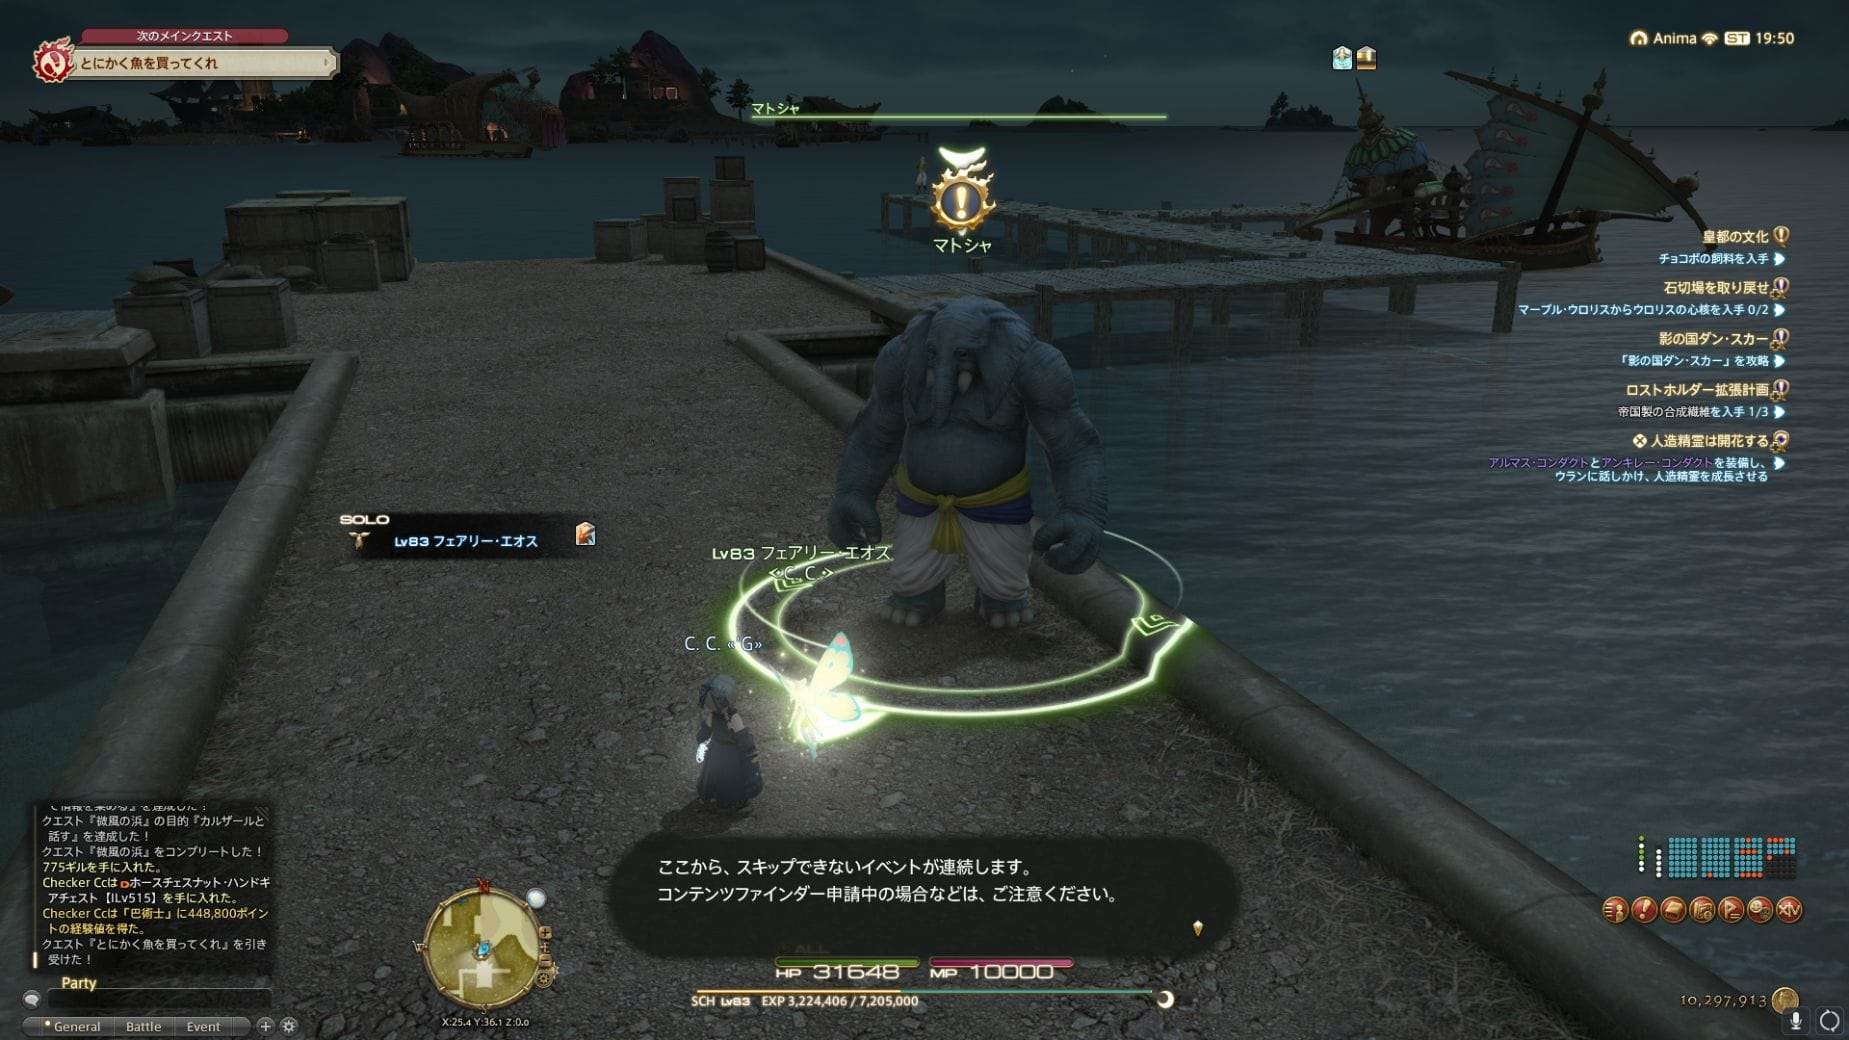 次のメインクエスト
とにかく魚を買ってくれ
Anima ST 19:50
マトシャ
マトシャ
皇都の文化
チョコボの飼料を入手
石切場を取り戻せ
マーブル・ウロリスからウロリスの心核を入手 0/2
影の国ダン・スカー
「影の国ダン・スカー」を攻略
ロストホルダー拡張計画
帝国製の合成繊維を入手 1/3
人造精霊は開花する
アルマス・コンダクトとアンキレー・コンダクトを装備し、
ウランに話しかけ、人造精霊を成長させる
SOLO
Lv83 フェアリー・エオス
Lv83 フェアリー・エオス
C. C.
C. C. «'G»
クエスト『微風の浜』の目的『カルザールと
話す』を達成した！
クエスト『微風の浜』をコンプリートした！
775ギルを手に入れた。
Checker Ccは ホースチェスナット・ハンドギ
アチェスト【ILv515】を手に入れた。
Checker Ccは「巴術士」に448,800ポイン
トの経験値を得た。
クエスト『とにかく魚を買ってくれ』を引き
受けた！
Party
General Battle Event
X:25.4 Y:36.1 Z:0.0
ここから、スキップできないイベントが連続します。
コンテンツファインダー申請中の場合などは、ご注意ください。
ALL
HP 31648 MP 10000
SCH Lv83 EXP 3,224,406 / 7,205,000
10,297,913